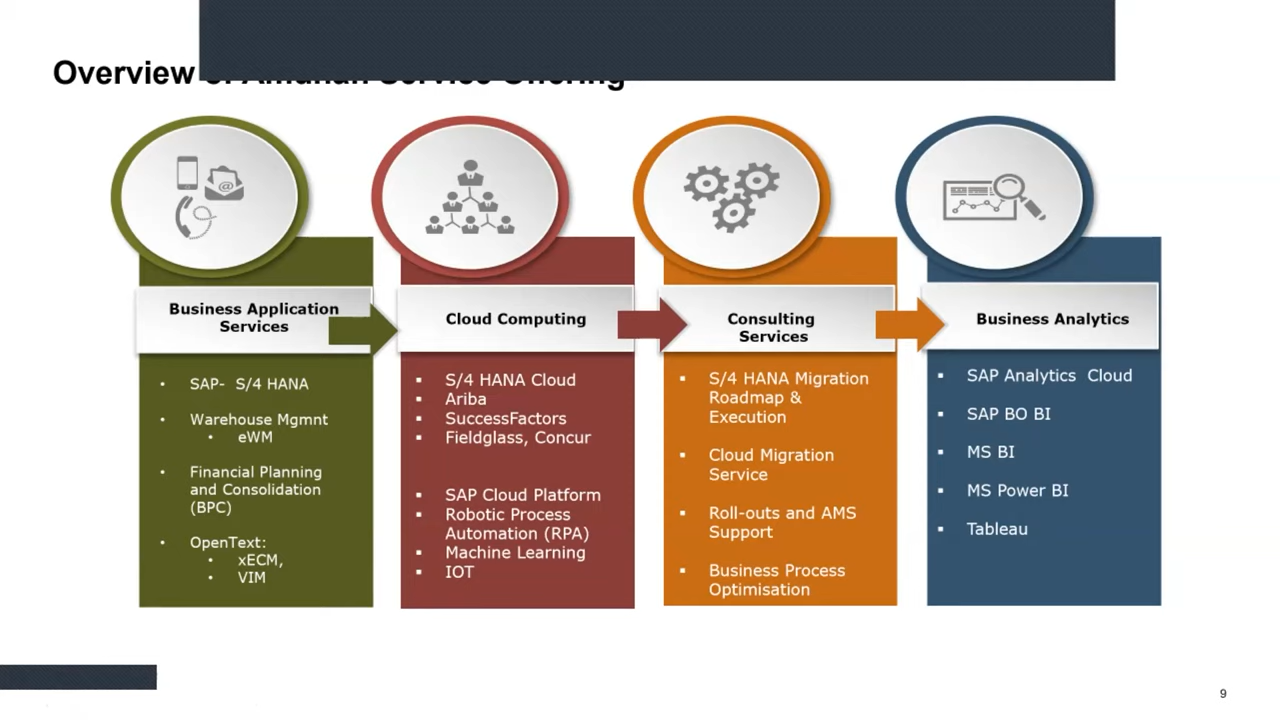 Overview
Business Application
Services
• SAP- S/4 HANA
• Warehouse Mgmnt
• eWM
• Financial Planning
and Consolidation
(BPC)
• OpenText:
• xECM,
• VIM
Cloud Computing
▪ S/4 HANA Cloud
▪ Ariba
▪ SuccessFactors
▪ Fieldglass, Concur
▪ SAP Cloud Platform
▪ Robotic Process
Automation (RPA)
▪ Machine Learning
▪ IOT
Consulting
Services
▪ S/4 HANA Migration
Roadmap &
Execution
▪ Cloud Migration
Service
▪ Roll-outs and AMS
Support
▪ Business Process
Optimisation
Business Analytics
▪ SAP Analytics Cloud
▪ SAP BO BI
▪ MS BI
▪ MS Power BI
▪ Tableau
9